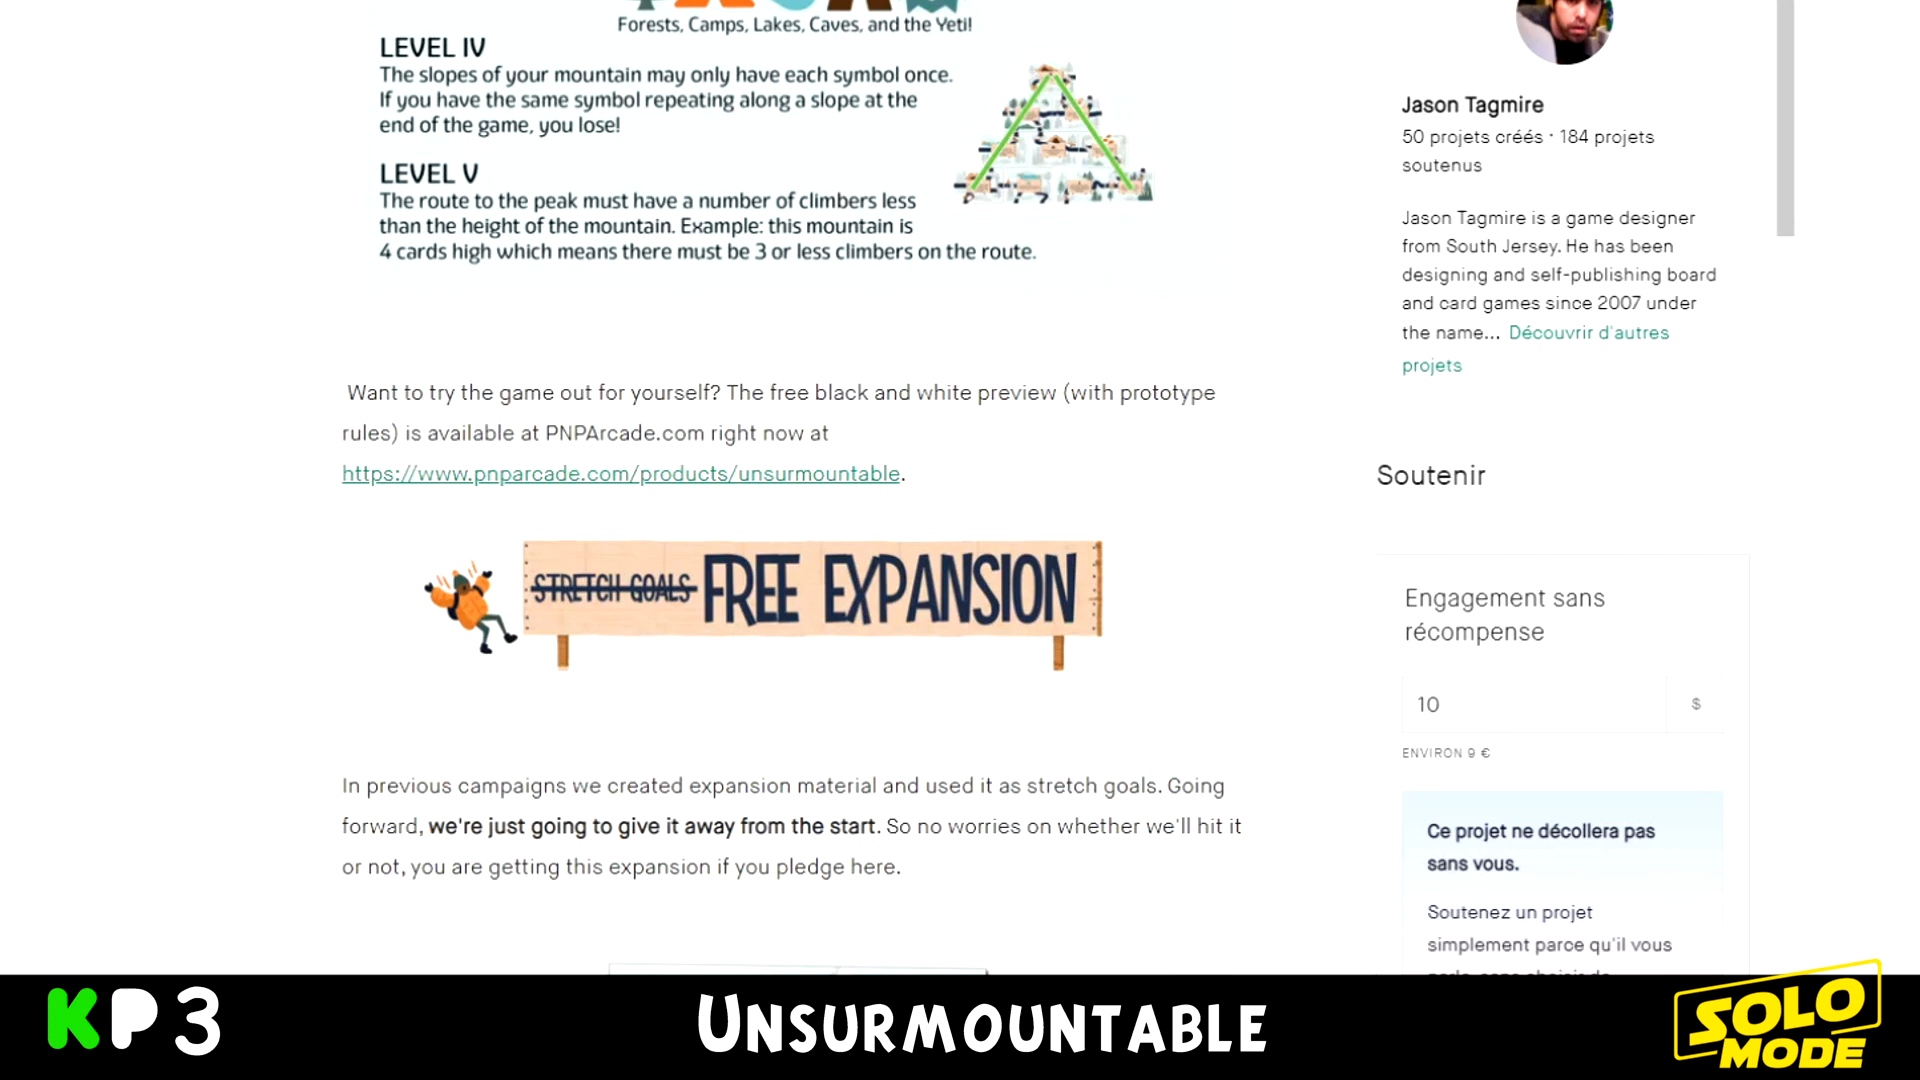 Forests, Camps, Lakes, Caves, and the Yeti!
LEVEL IV
The slopes of your mountain may only have each symbol once.
If you have the same symbol repeating along a slope at the
end of the game, you lose!
LEVEL V
The route to the peak must have a number of climbers less
than the height of the mountain. Example: this mountain is
4 cards high which means there must be 3 or less climbers on the route.
Want to try the game out for yourself? The free black and white preview (with prototype
rules) is available at PNPArcade.com right now at
https://www.pnparcade.com/products/unsurmountable.
STRETCH GOALS FREE EXPANSION
In previous campaigns we created expansion material and used it as stretch goals. Going
forward, we're just going to give it away from the start. So no worries on whether we'll hit it
or not, you are getting this expansion if you pledge here.
Jason Tagmire
50 projets créés · 184 projets
soutenus
Jason Tagmire is a game designer
from South Jersey. He has been
designing and self-publishing board
and card games since 2007 under
the name... Découvrir d'autres
projets
Soutenir
Engagement sans
récompense
10 $
ENVIRON 9 €
Ce projet ne décollera pas
sans vous.
Soutenez un projet
simplement parce qu'il vous
KP3
UNSURMOUNTABLE
SOLO
MODE